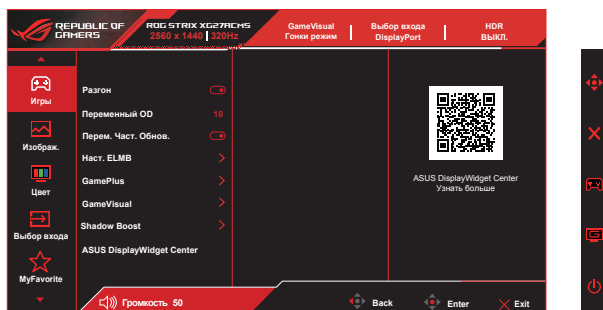 REPUBLIC OF
GAMERS
ROG STRIX XG27ACMS
2560 x 1440 320Hz
GameVisual
Гонки режим
Выбор входа
DisplayPort
HDR
ВЫКЛ.
Игры
Изображ.
Цвет
Выбор входа
MyFavorite
Разгон
Переменный OD 10
Перем. Част. Обнов.
Наст. ELMB
GamePlus
GameVisual
Shadow Boost
ASUS DisplayWidget Center
ASUS DisplayWidget Center
Узнать больше
Громкость 50
Back
Enter
Exit